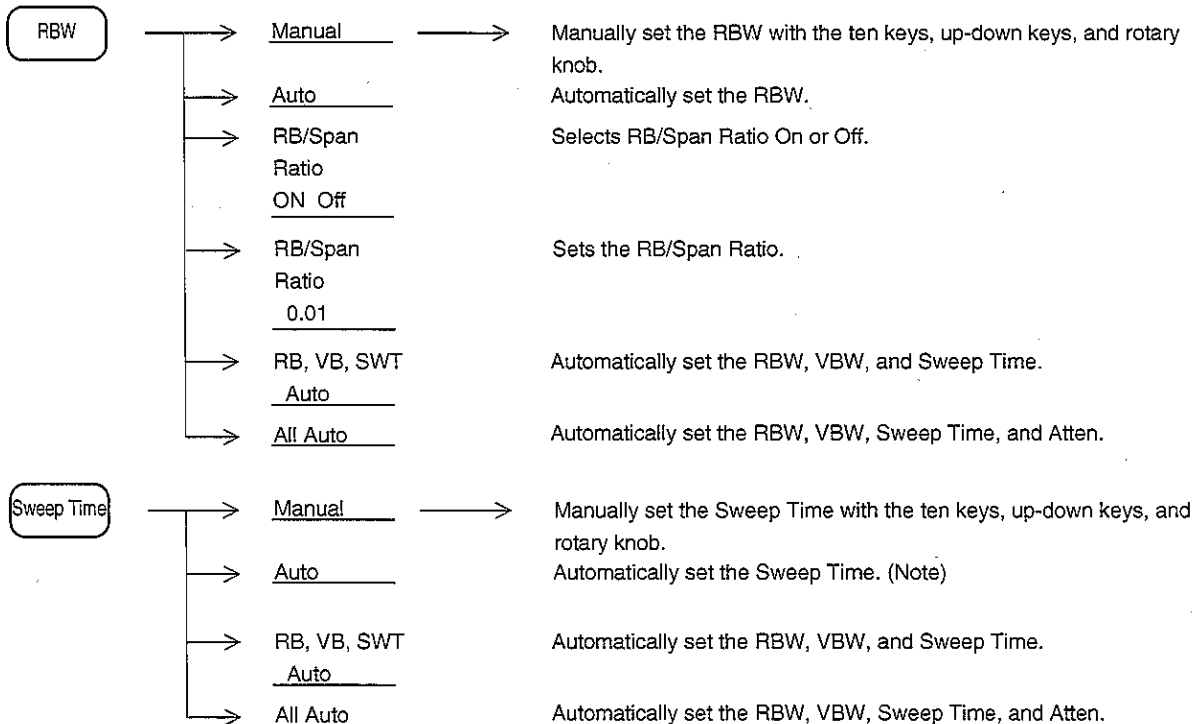 RBW
Manual
Manually set the RBW with the ten keys, up-down keys, and rotary
knob.
Auto
Automatically set the RBW.
RB/Span
Selects RB/Span Ratio On or Off.
Ratio
ON Off
RB/Span
Sets the RB/Span Ratio.
Ratio
0.01
RB, VB, SWT
Automatically set the RBW, VBW, and Sweep Time.
Auto
All Auto
Automatically set the RBW, VBW, Sweep Time, and Atten.
Sweep Time
Manual
Manually set the Sweep Time with the ten keys, up-down keys, and
rotary knob.
Auto
Automatically set the Sweep Time. (Note)
RB, VB, SWT
Automatically set the RBW, VBW, and Sweep Time.
Auto
All Auto
Automatically set the RBW, VBW, Sweep Time, and Atten.